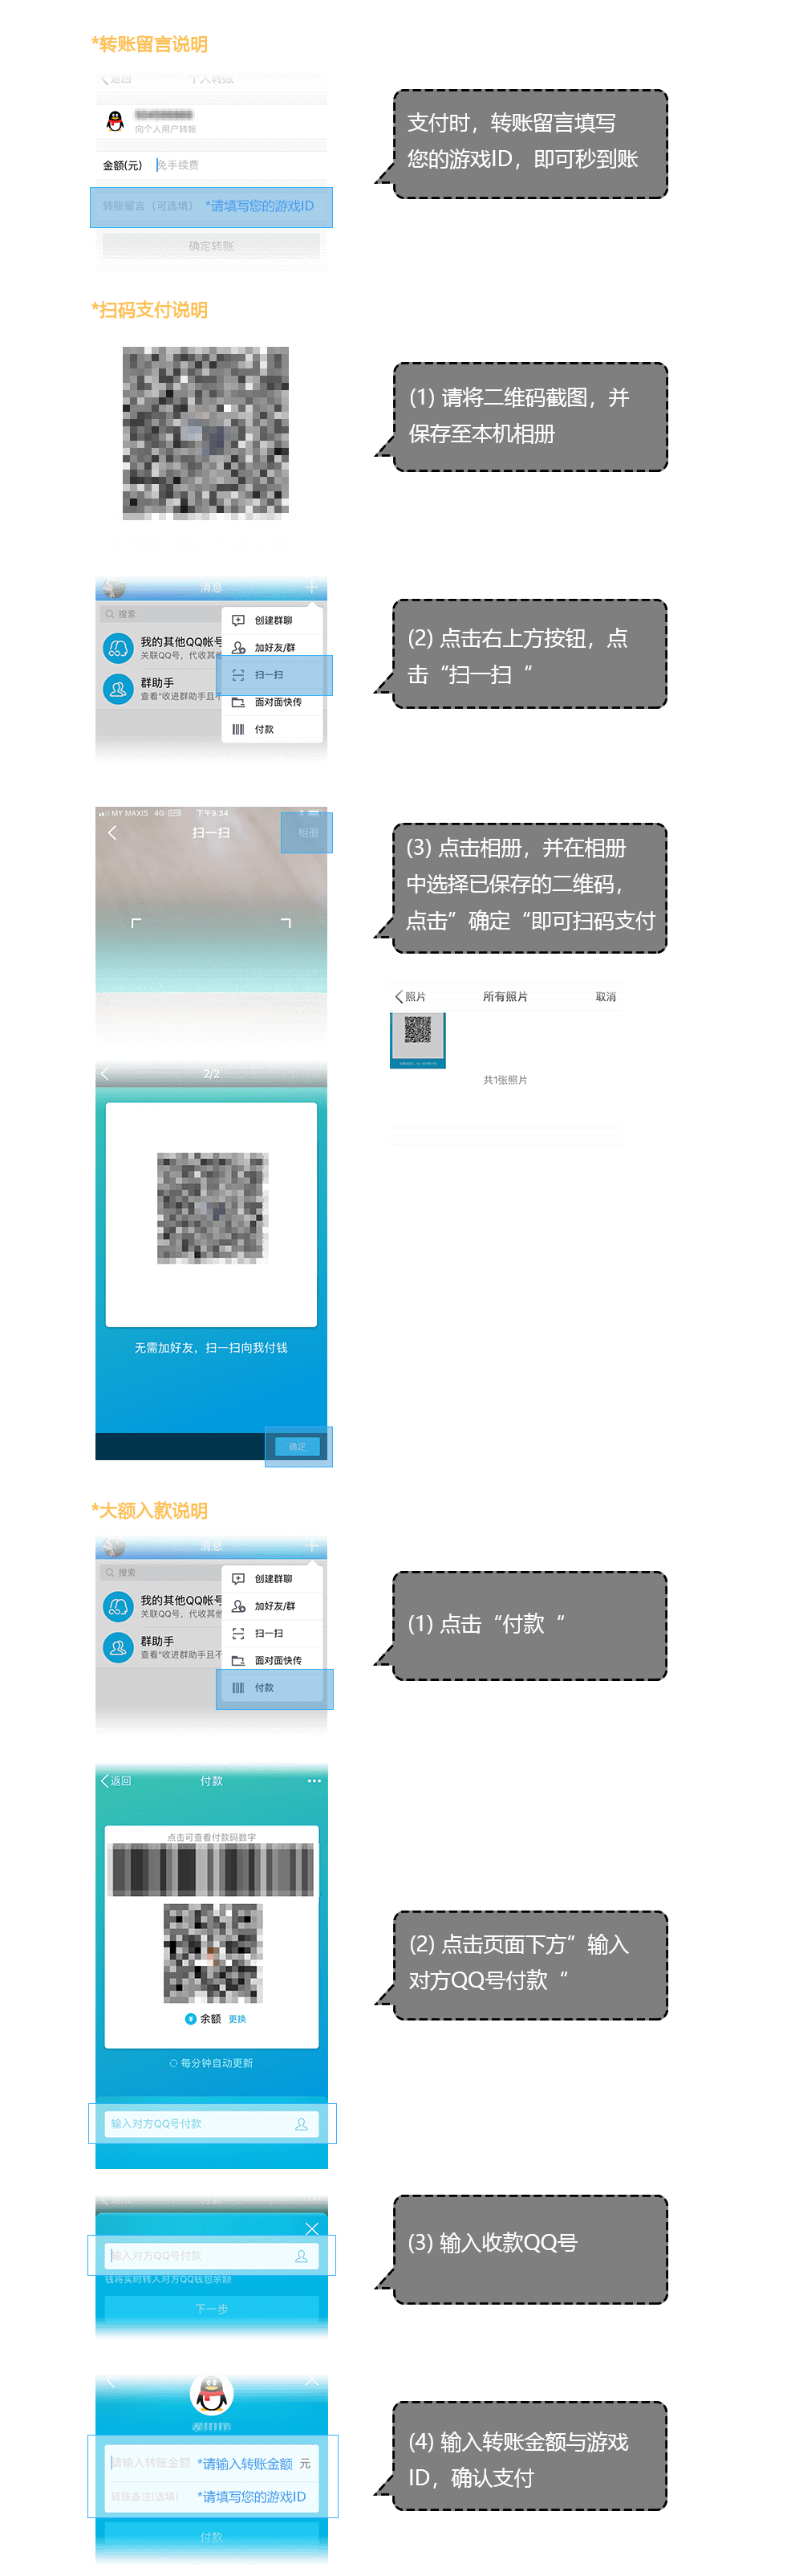 *转账留言说明
返回 个人转账
向个人用户转帐
金额(元) 免手续费
转账留言（可选填） *请填写您的游戏ID
确定转账
支付时，转账留言填写
您的游戏ID，即可秒到账
*扫码支付说明
(1) 请将二维码截图，并
保存至本机相册
消息
搜索
创建群聊
我的其他QQ帐号
关联QQ号，代收其他
加好友/群
扫一扫
群助手
查看“收进群助手且不
面对面快传
付款
(2) 点击右上方按钮，点
击“扫一扫“
MY MAXIS 4G VPN 下午9:34
扫一扫 相册
(3) 点击相册，并在相册
中选择已保存的二维码，
点击”确定“即可扫码支付
照片 所有照片 取消
共1张照片
2/2
无需加好友，扫一扫向我付钱
确定
*大额入款说明
消息
搜索
创建群聊
我的其他QQ帐号
关联QQ号，代收其他
加好友/群
扫一扫
群助手
查看“收进群助手且不
面对面快传
付款
(1) 点击“付款“
返回 付款
点击可查看付款码数字
余额 更换
每分钟自动更新
输入对方QQ号付款
(2) 点击页面下方”输入
对方QQ号付款“
返回 付款
输入对方QQ号付款
钱将实时转入对方QQ钱包余额
下一步
(3) 输入收款QQ号
请输入转账金额 *请输入转账金额 元
转账备注(选填) *请填写您的游戏ID
付款
(4) 输入转账金额与游戏
ID，确认支付